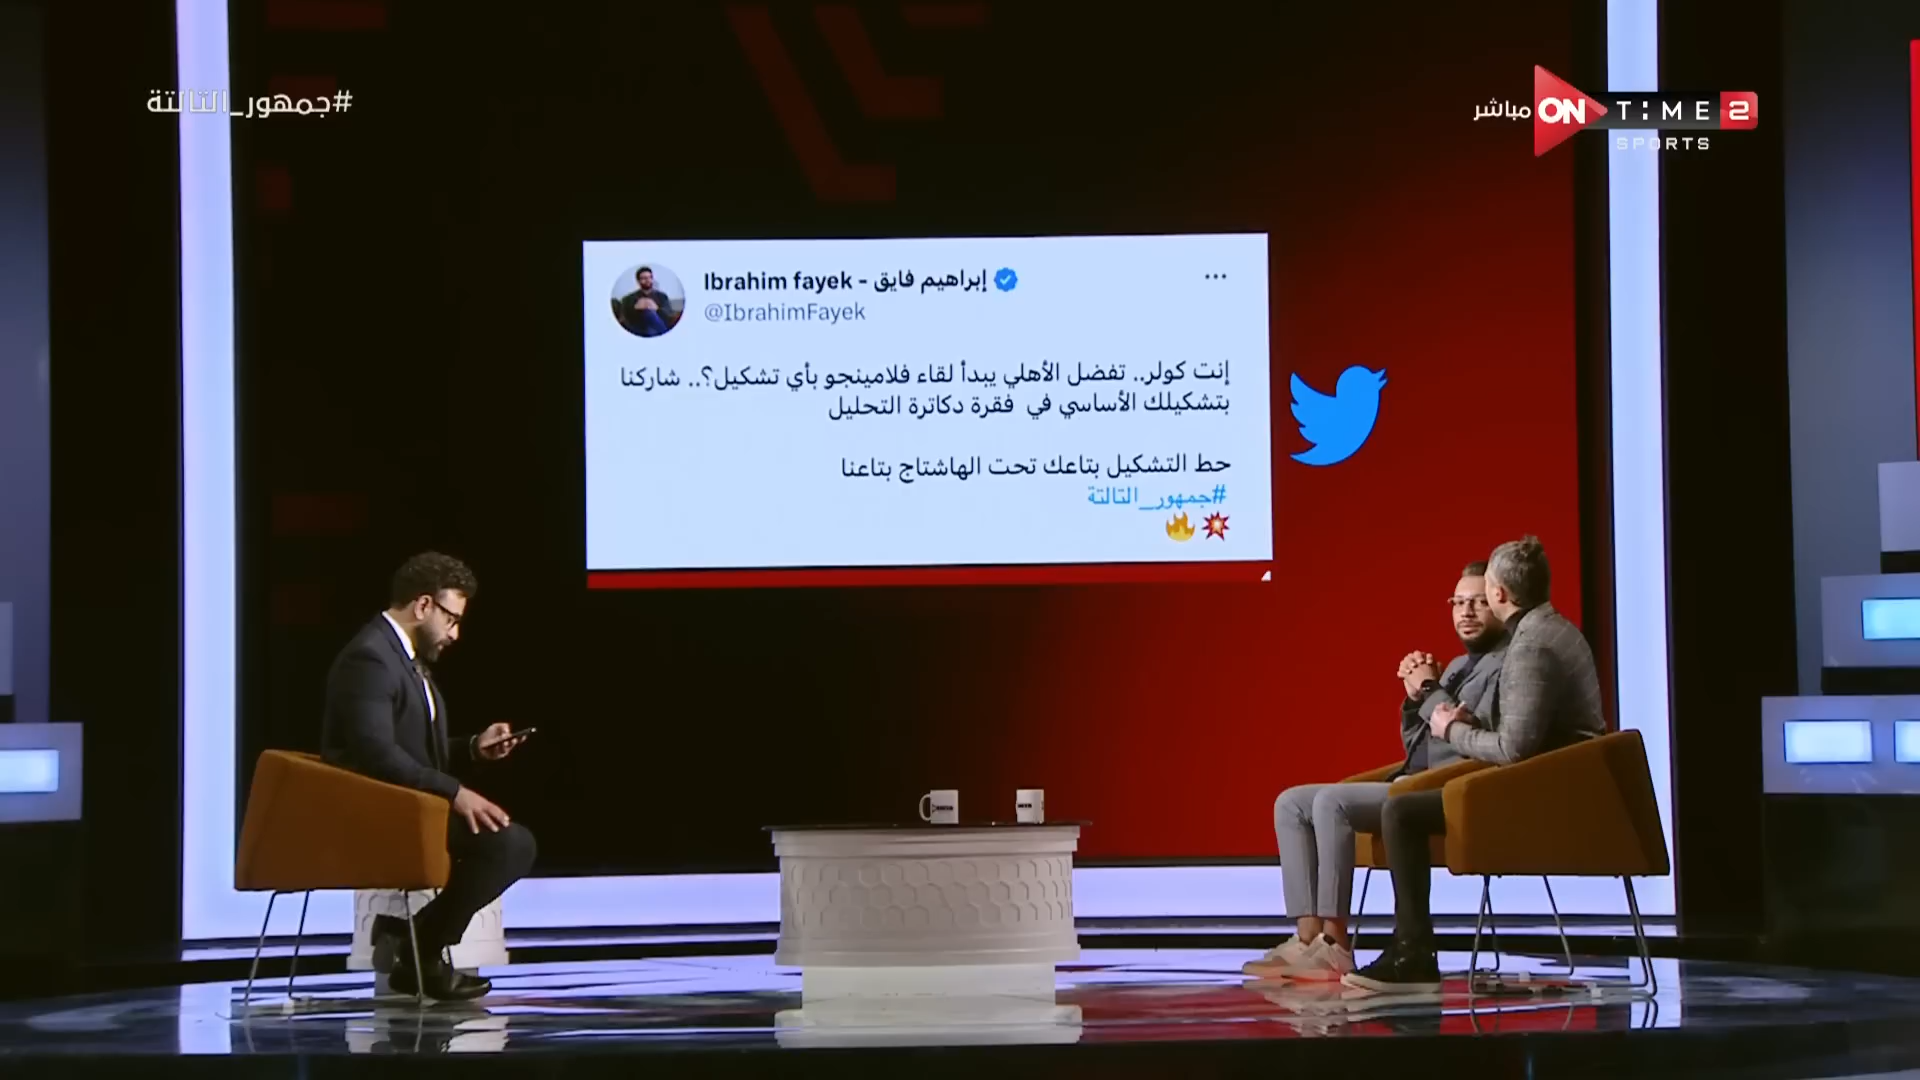 #جمهور_التالتة
مباشر ON TIME 2
SPORTS
Ibrahim fayek - إبراهيم فايق
@IbrahimFayek
إنت كولر.. تفضل الأهلي يبدأ لقاء فلامينجو بأي تشكيل؟.. شاركنا
بتشكيلك الأساسي في فقرة دكاترة التحليل
حط التشكيل بتاعك تحت الهاشتاج بتاعنا
#جمهور_التالتة